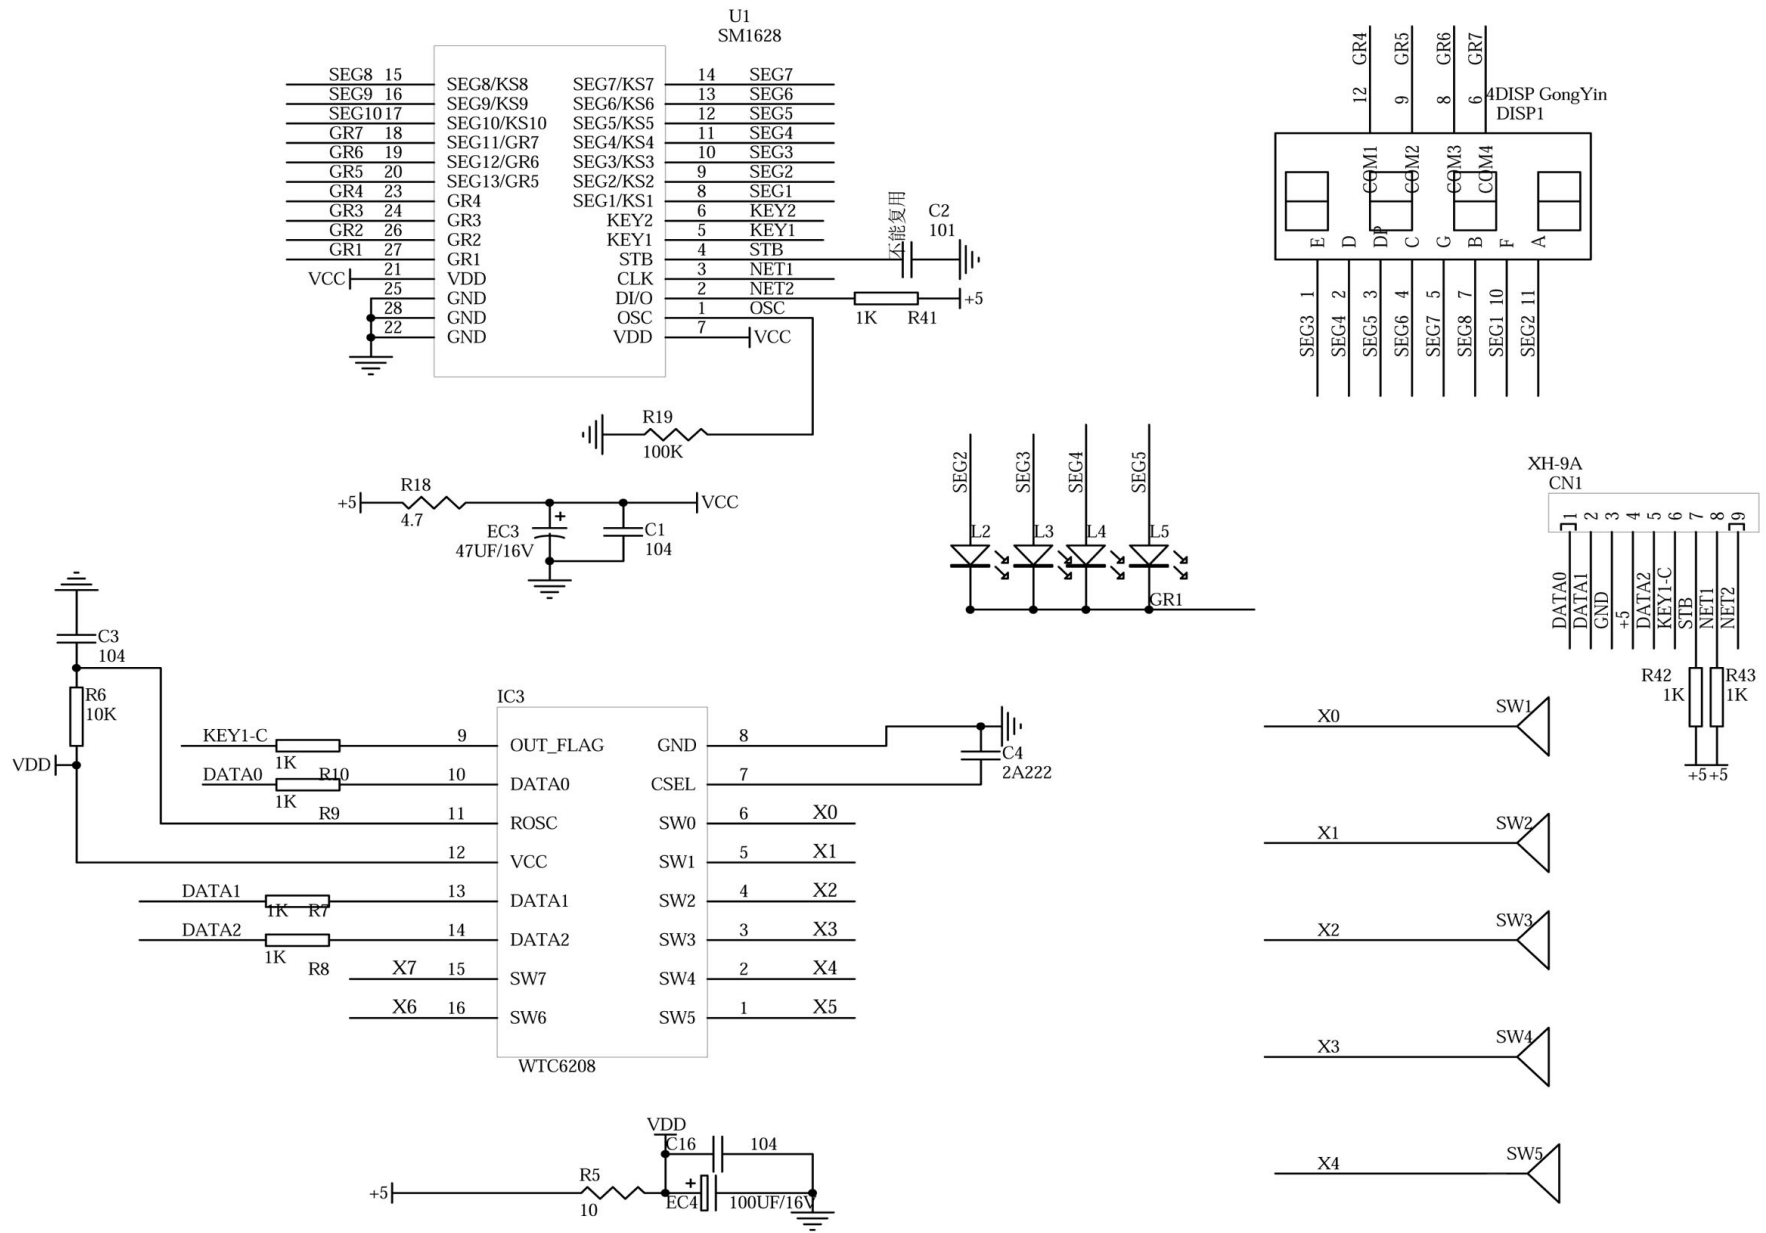 U1
SM1628
SEG8 15 SEG8/KS8 SEG7/KS7 14 SEG7
SEG9 16 SEG9/KS9 SEG6/KS6 13 SEG6
SEG10 17 SEG10/KS10 SEG5/KS5 12 SEG5
GR7 18 SEG11/GR7 SEG4/KS4 11 SEG4
GR6 19 SEG12/GR6 SEG3/KS3 10 SEG3
GR5 20 SEG13/GR5 SEG2/KS2 9 SEG2
GR4 23 GR4 SEG1/KS1 8 SEG1
GR3 24 GR3 KEY2 6 KEY2
GR2 26 GR2 KEY1 5 KEY1
GR1 27 GR1 STB 4 STB
VCC 21 VDD CLK 3 NET1
25 GND DI/O 2 NET2
28 GND OSC 1 OSC
22 GND VDD 7 VCC
不能复用
C2
101
1K R41 +5
R19
100K
GR4 GR5 GR6 GR7
12 9 8 6
4DISP GongYin
DISP1
COM1 COM2 COM3 COM4
E D DP C G B F A
1 2 3 4 5 7 10 11
SEG3 SEG4 SEG5 SEG6 SEG7 SEG8 SEG1 SEG2
+5 R18 VCC
4.7
EC3
47UF/16V
C1
104
SEG2 SEG3 SEG4 SEG5
L2 L3 L4 L5
GR1
XH-9A
CN1
1 2 3 4 5 6 7 8 9
DATA0 DATA1 GND +5 DATA2 KEY1-C STB NET1 NET2
R42 R43
1K 1K
+5 +5
C3
104
R6
10K
VDD
IC3
KEY1-C 9 OUT_FLAG GND 8
1K R10
DATA0 10 DATA0 CSEL 7
1K R9
11 ROSC SW0 6 X0
12 VCC SW1 5 X1
DATA1 13 DATA1 SW2 4 X2
1K R7
DATA2 14 DATA2 SW3 3 X3
1K R8
X7 15 SW7 SW4 2 X4
X6 16 SW6 SW5 1 X5
WTC6208
C4
2A222
X0 SW1
X1 SW2
X2 SW3
X3 SW4
X4 SW5
VDD
C16 104
+5 R5
10
+
EC4 100UF/16V